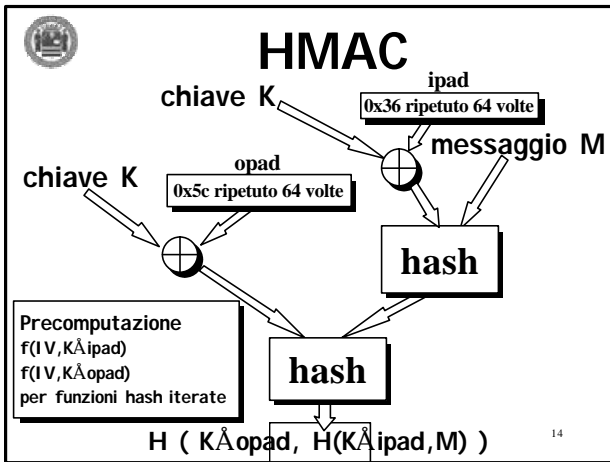 HMAC
ipad
chiave K
0x36 ripetuto 64 volte
messaggio M
opad
chiave K
0x5c ripetuto 64 volte
hash
Precomputazione
f(IV,KÅipad)
f(IV,KÅopad)
per funzioni hash iterate
hash
H ( KÅopad, H(KÅipad,M) )
14